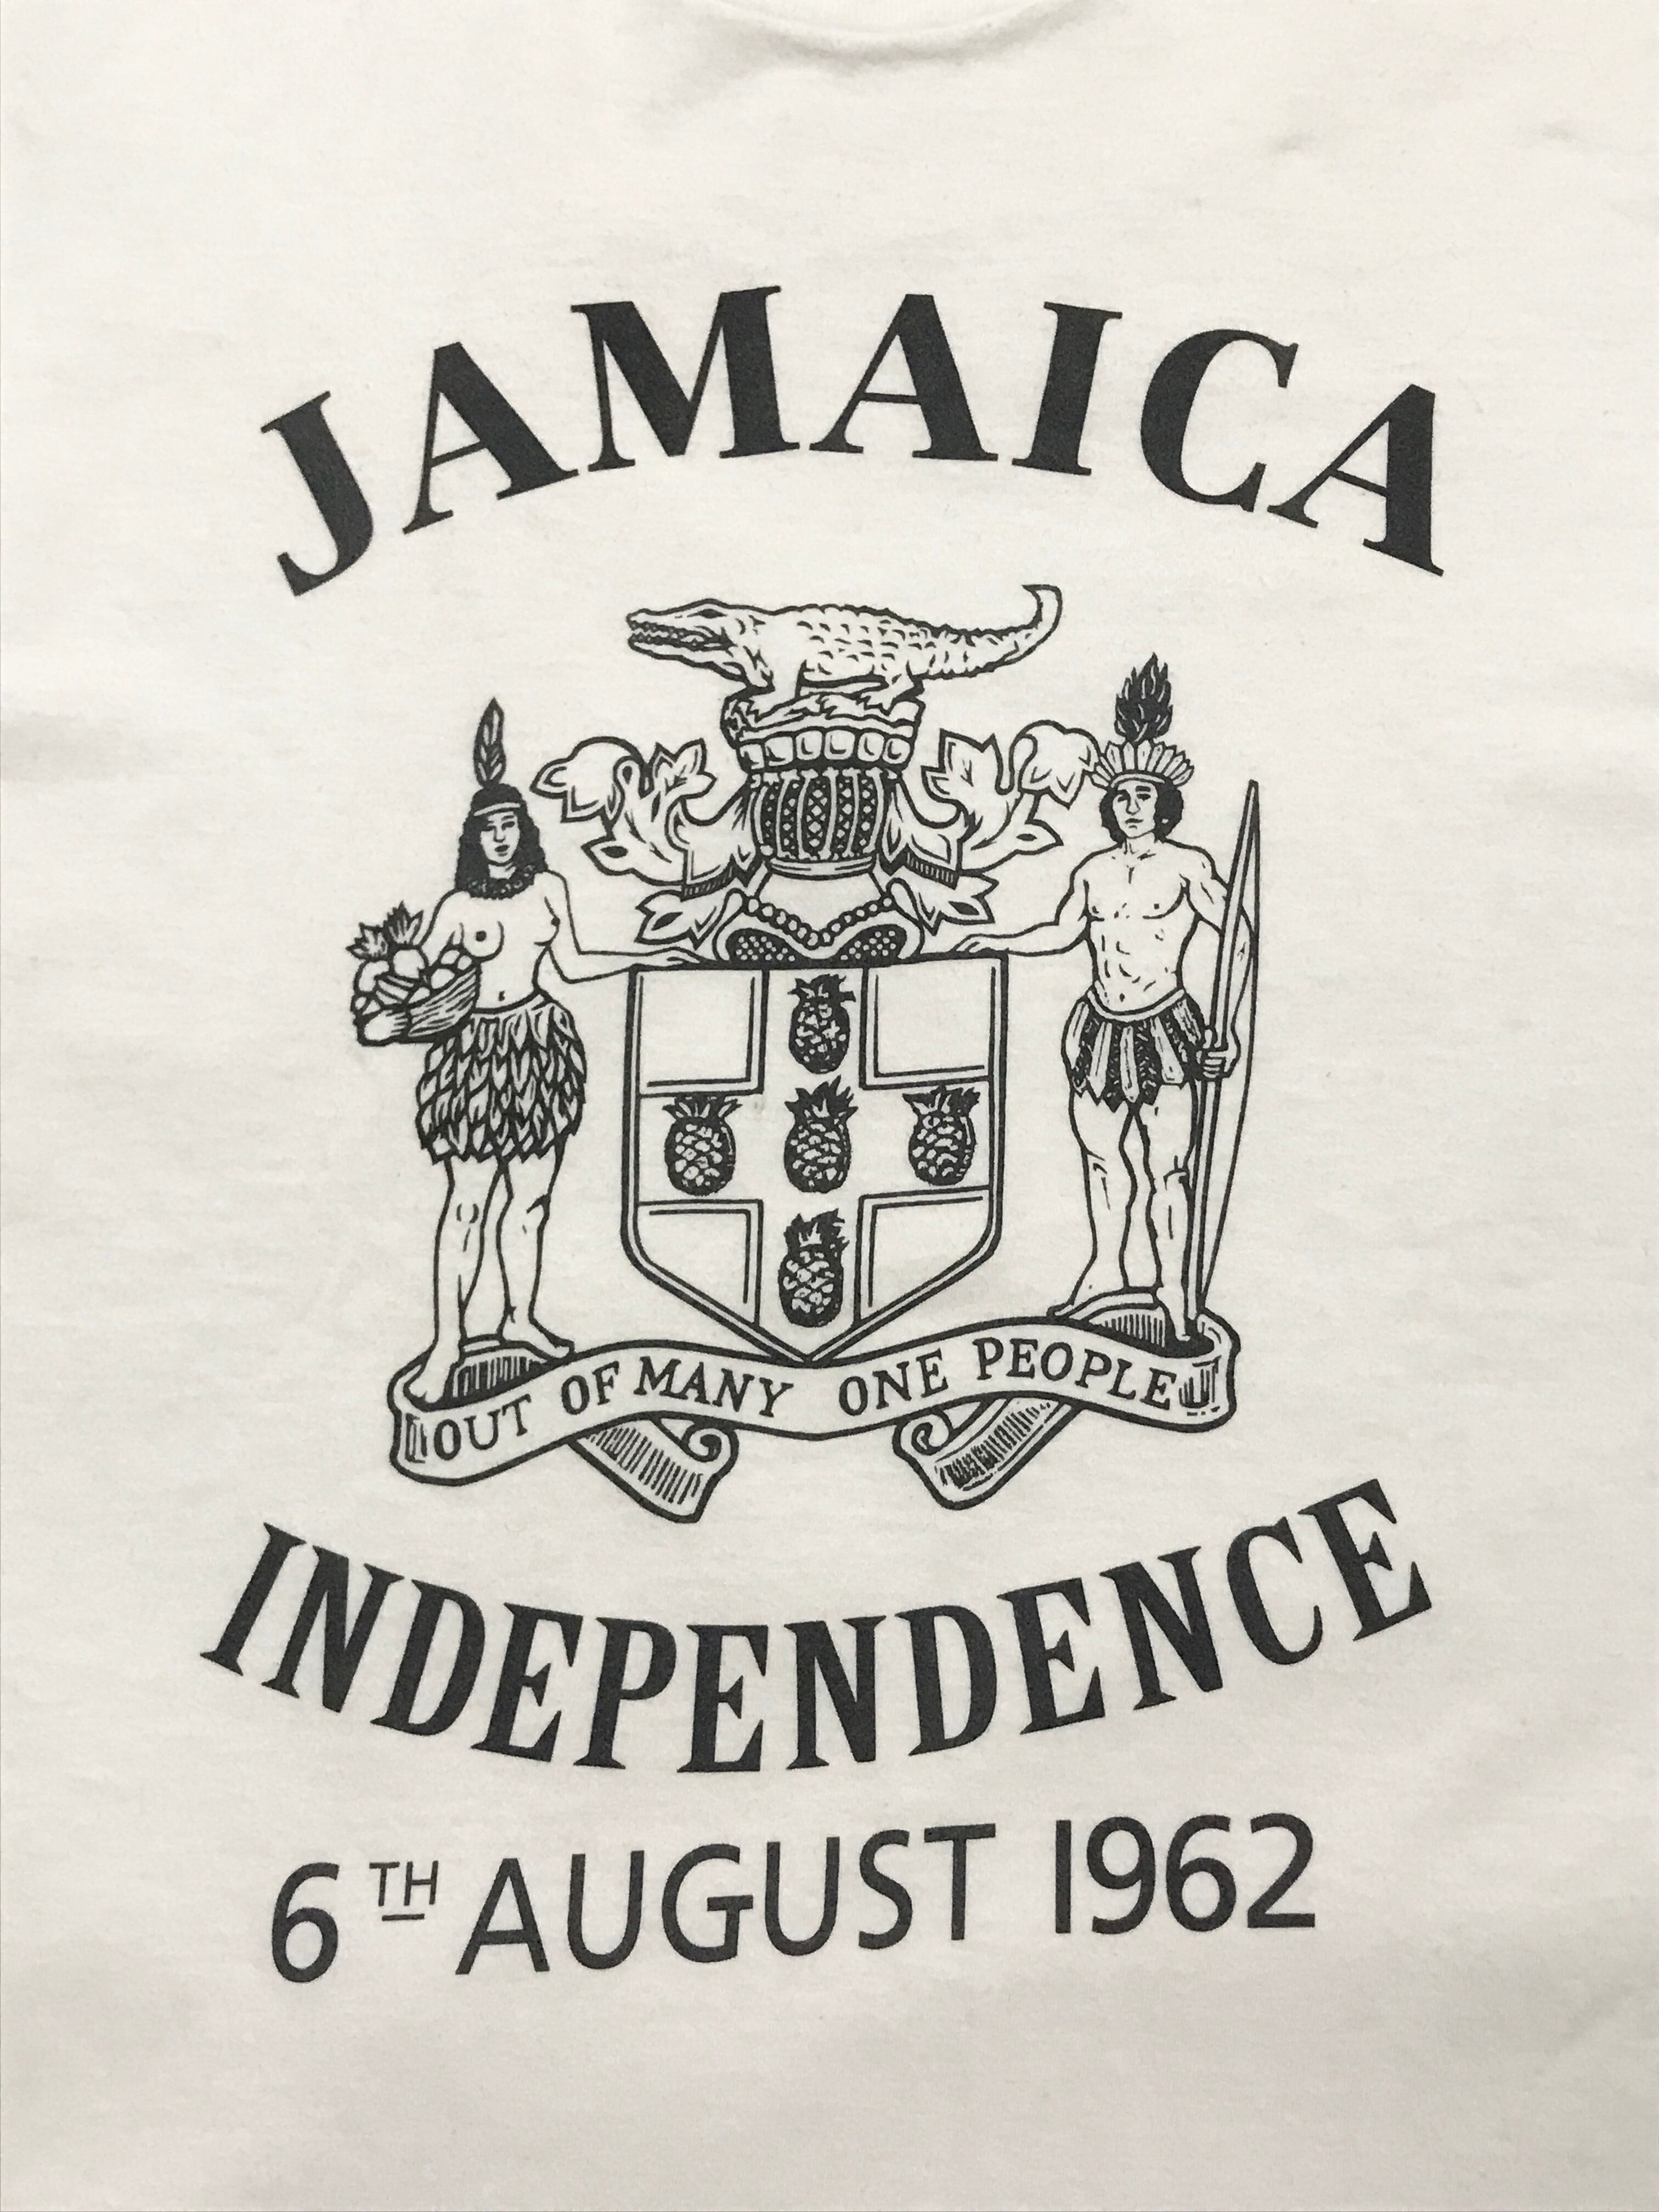 JAMAICA
OUT OF MANY ONE PEOPLE
INDEPENDENCE
6TH AUGUST 1962